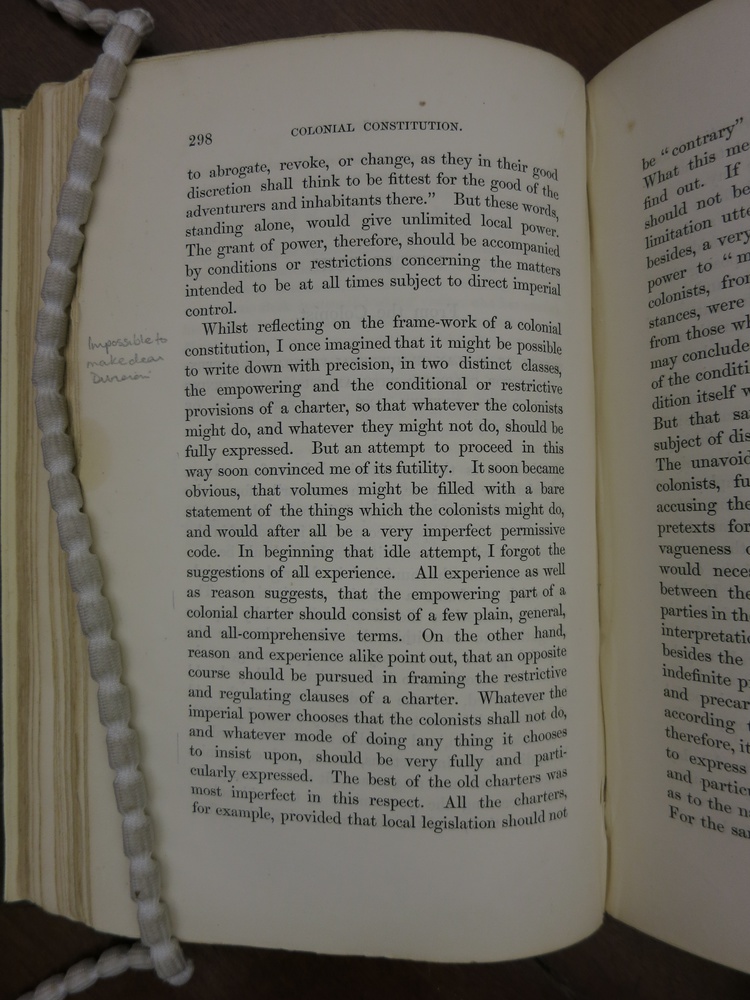 298
COLONIAL CONSTITUTION.
to abrogate, revoke, or change, as they in their good
discretion shall think to be fittest for the good of the
adventurers and inhabitants there." But these words,
standing alone, would give unlimited local power.
The grant of power, therefore, should be accompanied
by conditions or restrictions concerning the matters
intended to be at all times subject to direct imperial
control.
Whilst reflecting on the frame-work of a colonial
constitution, I once imagined that it might be possible
to write down with precision, in two distinct classes,
the empowering and the conditional or restrictive
provisions of a charter, so that whatever the colonists
might do, and whatever they might not do, should be
fully expressed. But an attempt to proceed in this
way soon convinced me of its futility. It soon became
obvious, that volumes might be filled with a bare
statement of the things which the colonists might do,
and would after all be a very imperfect permissive
code. In beginning that idle attempt, I forgot the
suggestions of all experience. All experience as well
as reason suggests, that the empowering part of a
colonial charter should consist of a few plain, general,
and all-comprehensive terms. On the other hand,
reason and experience alike point out, that an opposite
course should be pursued in framing the restrictive
and regulating clauses of a charter. Whatever the
imperial power chooses that the colonists shall not do,
and whatever mode of doing any thing it chooses
to insist upon, should be very fully and parti-
cularly expressed. The best of the old charters was
most imperfect in this respect. All the charters,
for example, provided that local legislation should not
Impossible to
make clear
Division
be "contrary"
What this me
find out. If
should not be
limitation utte
besides, a very
power to "m
colonists, fro
stances, were
from those wh
may conclude
of the conditi
dition itself w
But that sa
subject of dis
The unavoid
colonists, fu
accusing the
pretexts for
vagueness o
would nece
between the
parties in th
interpretatio
besides the
indefinite p
and precar
according t
therefore, it
to express
and partic
as to the n
For the sa